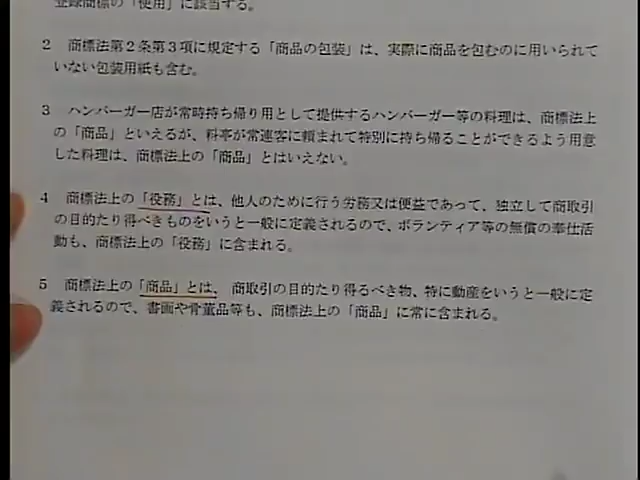 登録商標の「使用」に該当する。
2 商標法第2条第3項に規定する「商品の包装」は、実際に商品を包むのに用いられて
いない包装用紙も含む。
3 ハンバーガー店が常時持ち帰り用として提供するハンバーガー等の料理は、商標法上
の「商品」といえるが、料亭が常連客に頼まれて特別に持ち帰ることができるよう用意
した料理は、商標法上の「商品」とはいえない。
4 商標法上の「役務」とは、他人のために行う労務又は便益であって、独立して商取引
の目的たり得べきものをいうと一般に定義されるので、ボランティア等の無償の奉仕活
動も、商標法上の「役務」に含まれる。
5 商標法上の「商品」とは、商取引の目的たり得るべき物、特に動産をいうと一般に定
義されるので、書画や骨董品等も、商標法上の「商品」に常に含まれる。